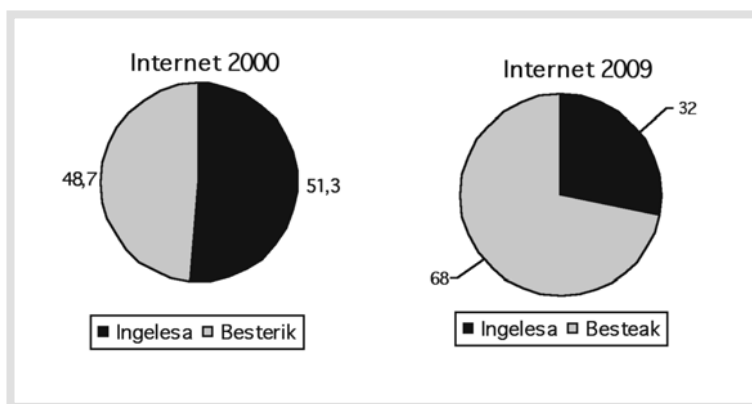 Internet 2000
48,7
51,3
Ingelesa Besterik
Internet 2009
32
68
Ingelesa Besteak